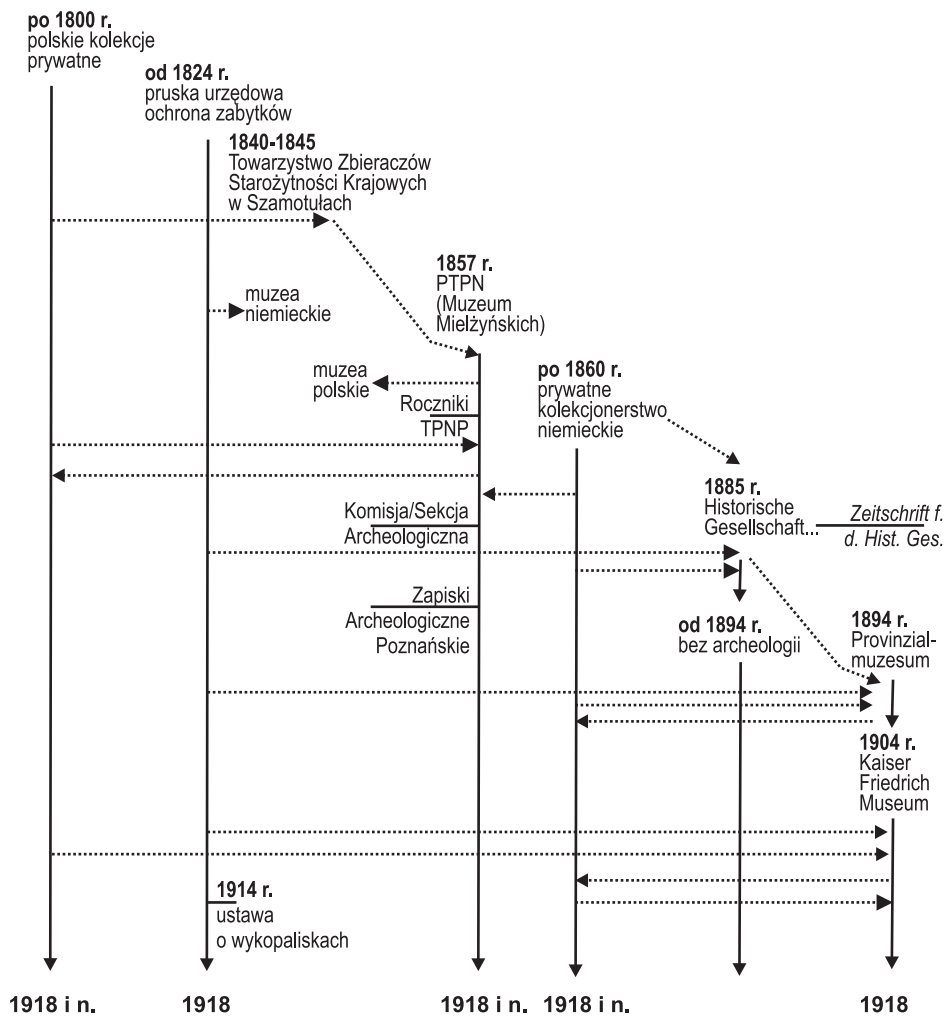 po 1800 r.
polskie kolekcje
prywatne
od 1824 r.
pruska urzędowa
ochrona zabytków
1840-1845
Towarzystwo Zbieraczów
Starożytności Krajowych
w Szamotułach
muzea
niemieckie
1857 r.
PTPN
(Muzeum
Mielżyńskich)
muzea
polskie
Roczniki
TPNP
po 1860 r.
prywatne
kolekcjonerstwo
niemieckie
1885 r.
Historische
Gesellschaft...
Zeitschrift f.
d. Hist. Ges.
Komisja/Sekcja
Archeologiczna
Zapiski
Archeologiczne
Poznańskie
od 1894 r.
bez archeologii
1894 r.
Provinzial-
muzesum
1904 r.
Kaiser
Friedrich
Museum
1914 r.
ustawa
o wykopaliskach
1918 i n.
1918
1918 i n.
1918 i n.
1918